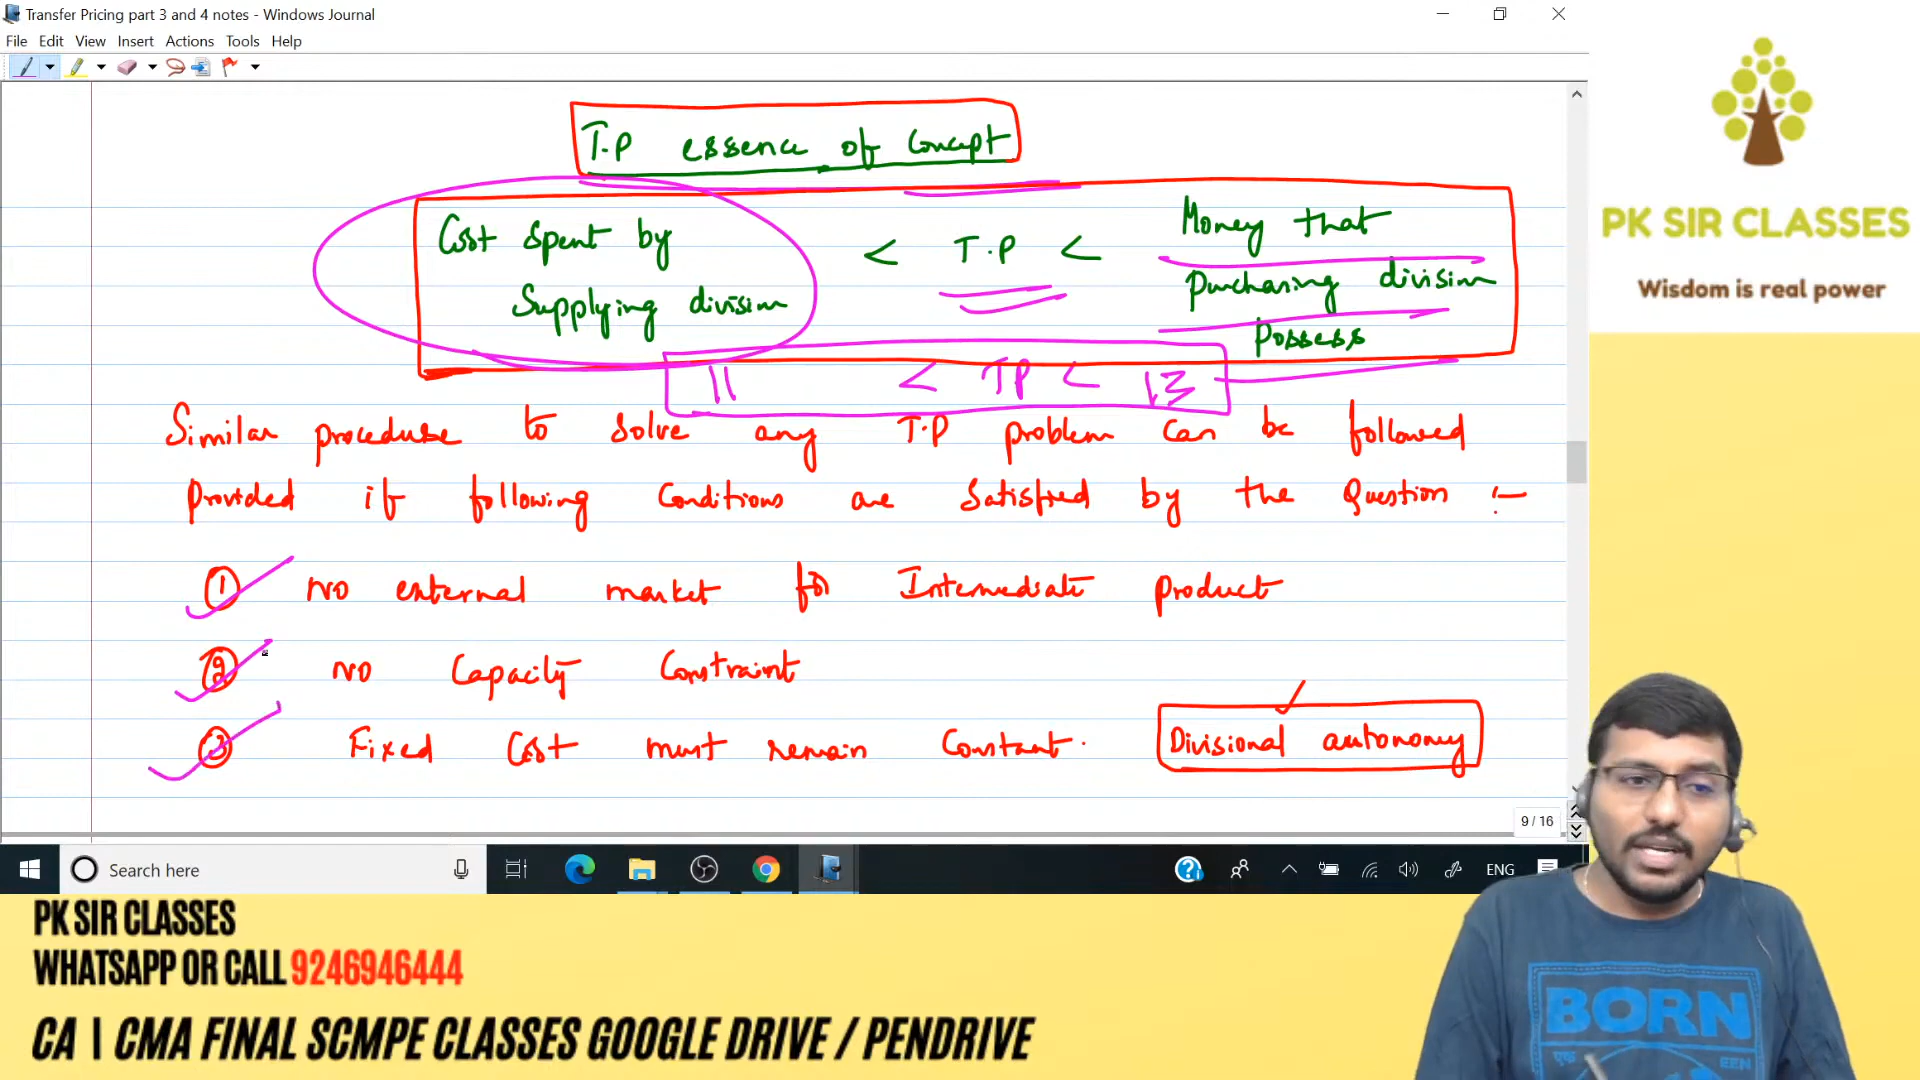 Transfer Pricing part 3 and 4 notes - Windows Journal
File Edit View Insert Actions Tools Help
T.P essence of Concept
Cost spent by
Supplying division
< T.P <
Money that
Purchasing division
Possess
11 < TP < 13
Similar procedure to solve any T.P problem can be followed
Provided if following Conditions are Satisfied by the Question :-
① No external market for Intermediate product
② No Capacity Constraint
③ Fixed Cost must remain Constant.
Divisional autonomy
9 / 16
Search here
ENG
PK SIR CLASSES
Wisdom is real power
PK SIR CLASSES
WHATSAPP OR CALL 9246946444
CA \ CMA FINAL SCMPE CLASSES GOOGLE DRIVE / PENDRIVE
BORN